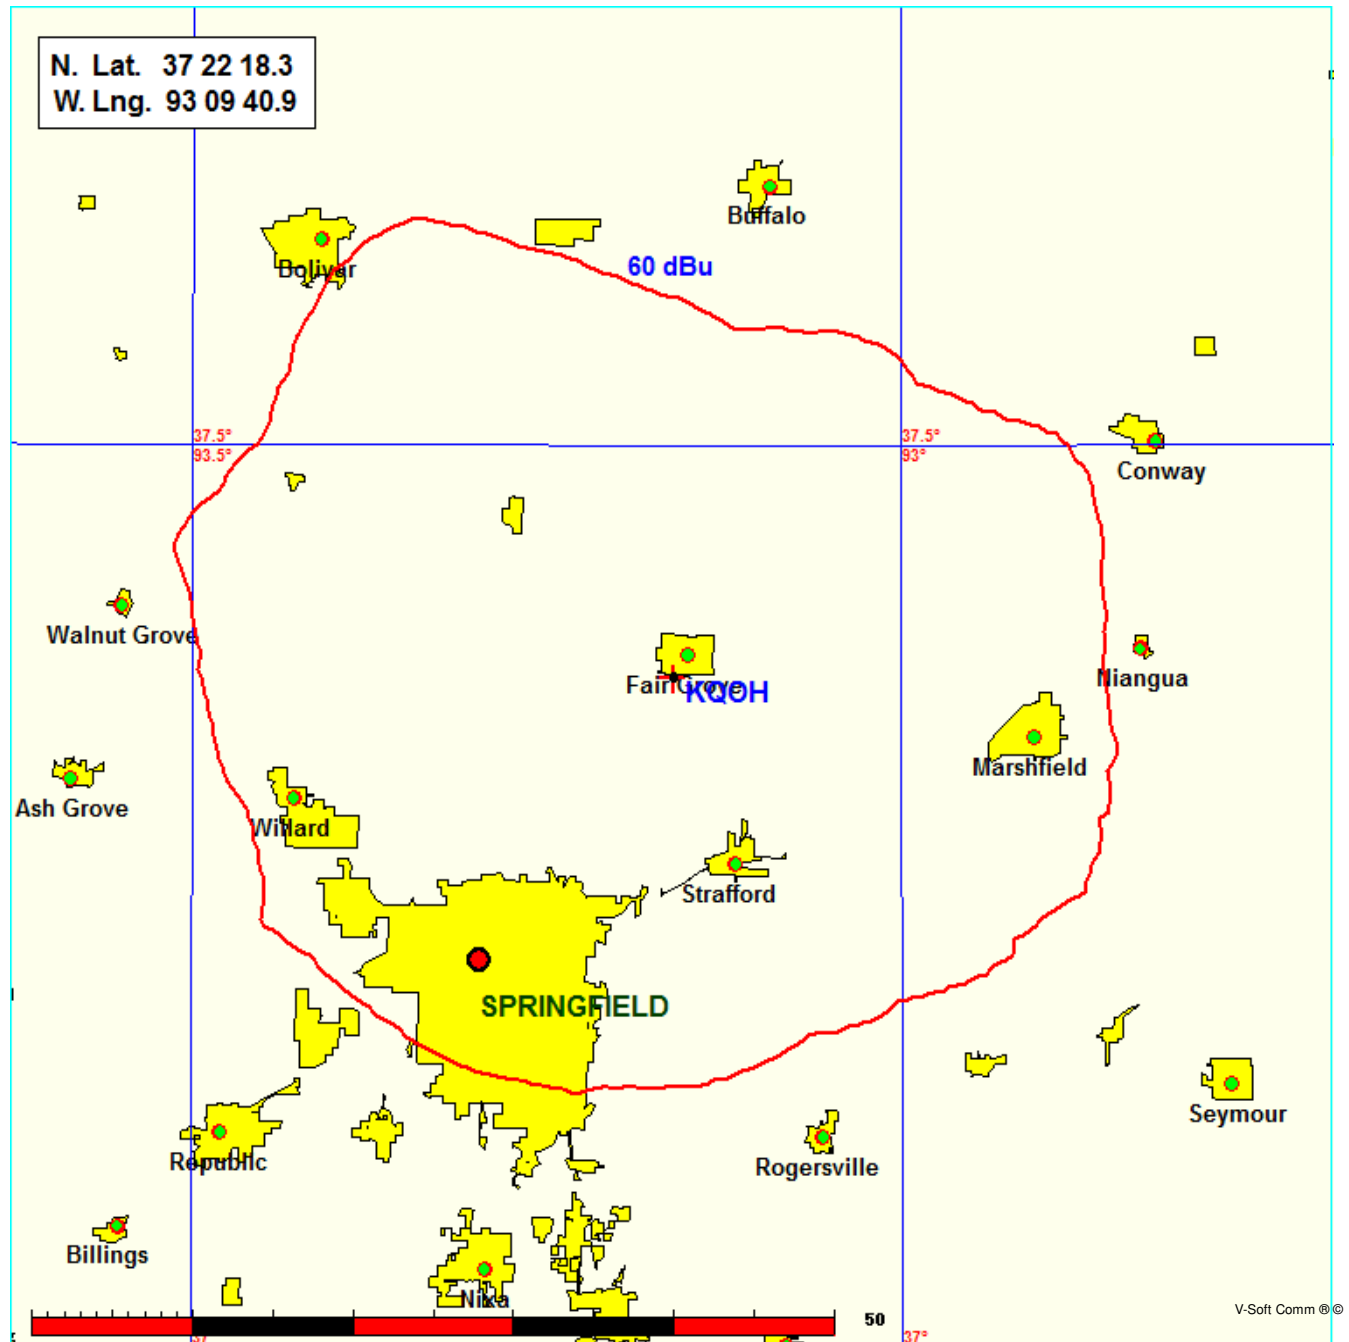 N. Lat. 37 22 18.3
W. Lng. 93 09 40.9
Buffalo
Bolivar
60 dBu
37.5°
93.5°
37.5°
93°
Conway
Walnut Grove
Fair Grove
KQOH
Niangua
Marshfield
Ash Grove
Willard
Strafford
SPRINGFIELD
Seymour
Republic
Rogersville
Billings
Nixa
50
V-Soft Comm ® ©
37
37°